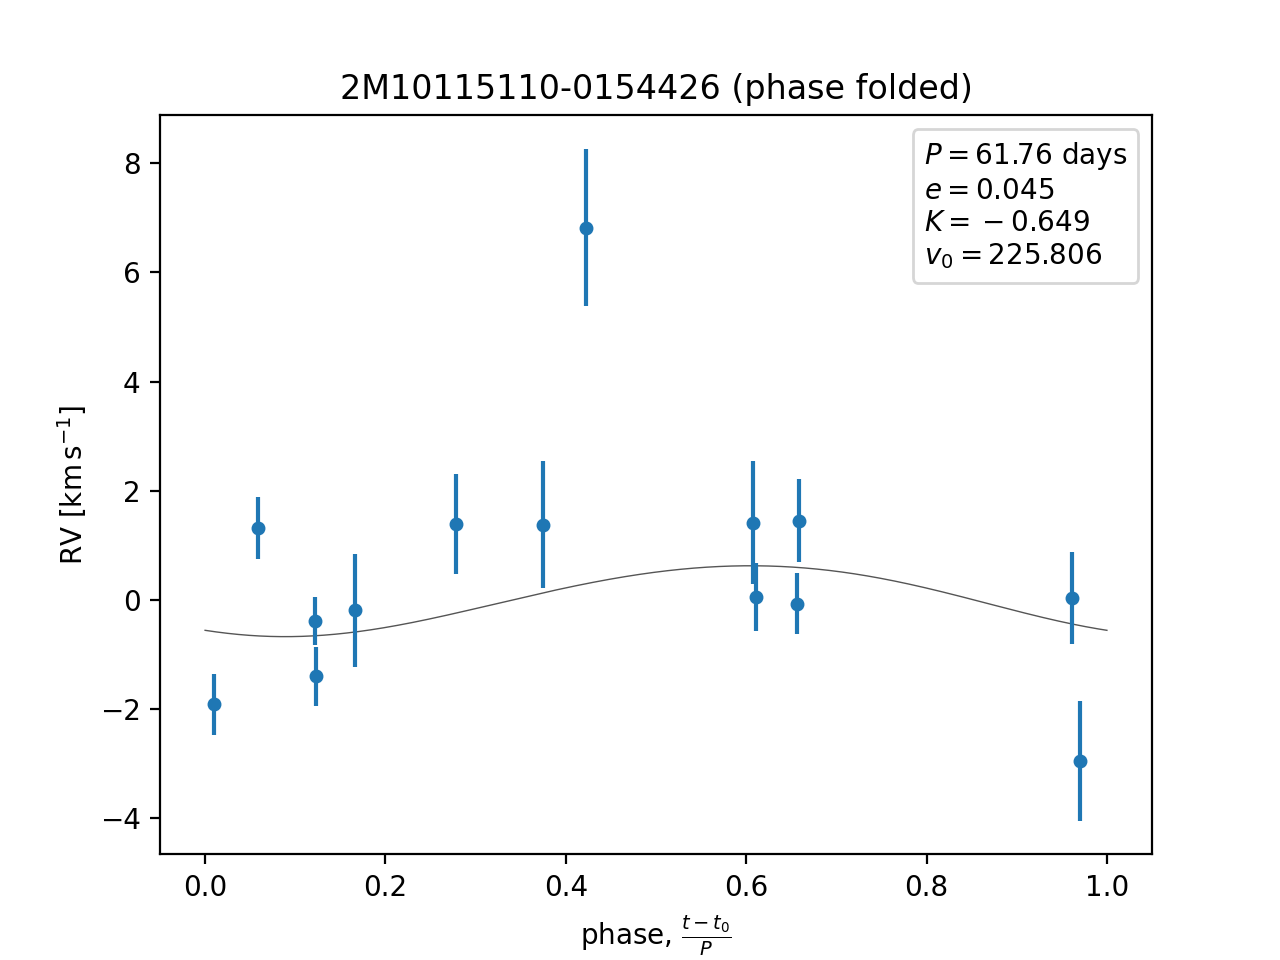 2M10115110-0154426 (phase folded)
P = 61.76 days
e = 0.045
K = −0.649
v₀ = 225.806
8
6
4
2
0
−2
−4
RV [km s⁻¹]
0.0 0.2 0.4 0.6 0.8 1.0
phase, (t − t₀)/P